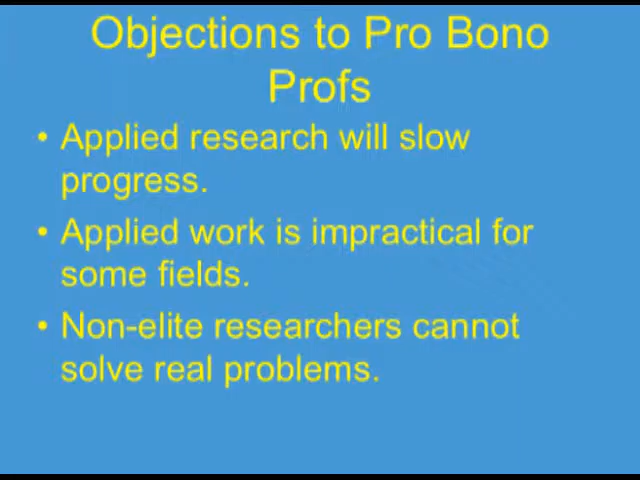 Objections to Pro Bono
Profs
• Applied research will slow
progress.
• Applied work is impractical for
some fields.
• Non-elite researchers cannot
solve real problems.